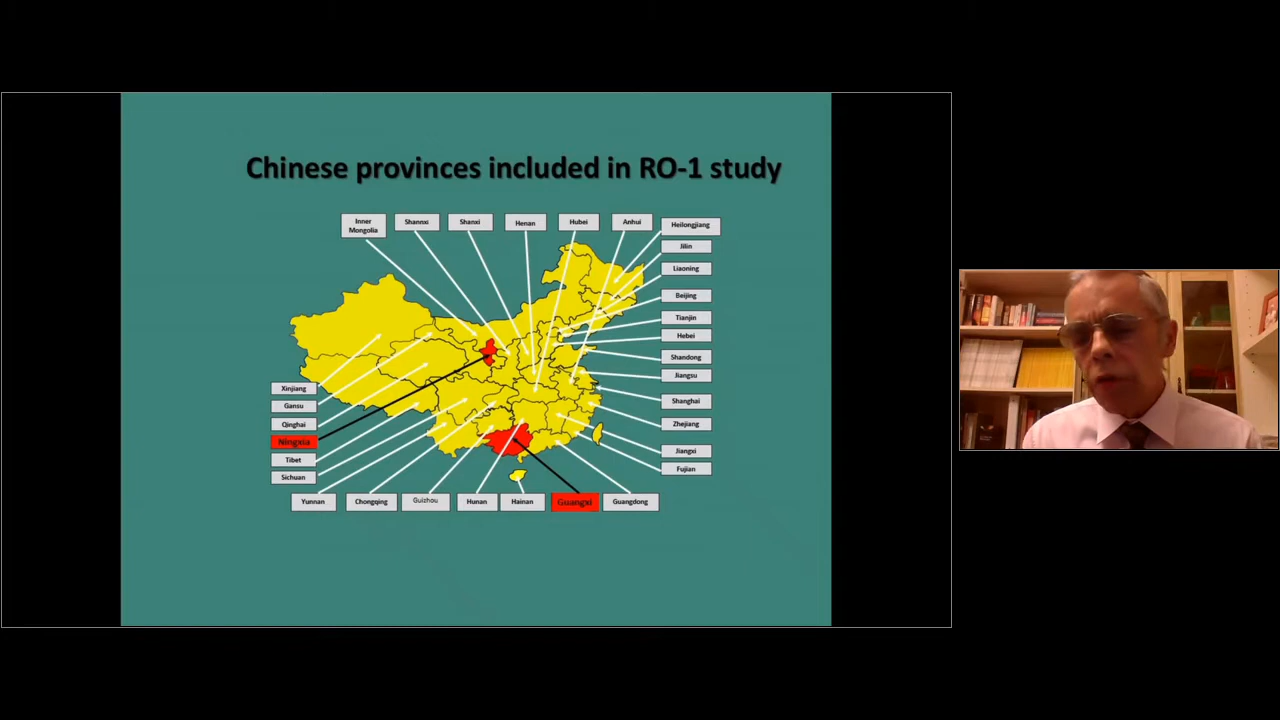 Chinese provinces included in RO-1 study
Inner
Mongolia
Shannxi
Shanxi
Henan
Hubei
Anhui
Heilongjiang
Jilin
Liaoning
Beijing
Tianjin
Hebei
Shandong
Jiangsu
Shanghai
Zhejiang
Jiangxi
Fujian
Xinjiang
Gansu
Qinghai
Ningxia
Tibet
Sichuan
Yunnan
Chongqing
Guizhou
Hunan
Hainan
Guangxi
Guangdong